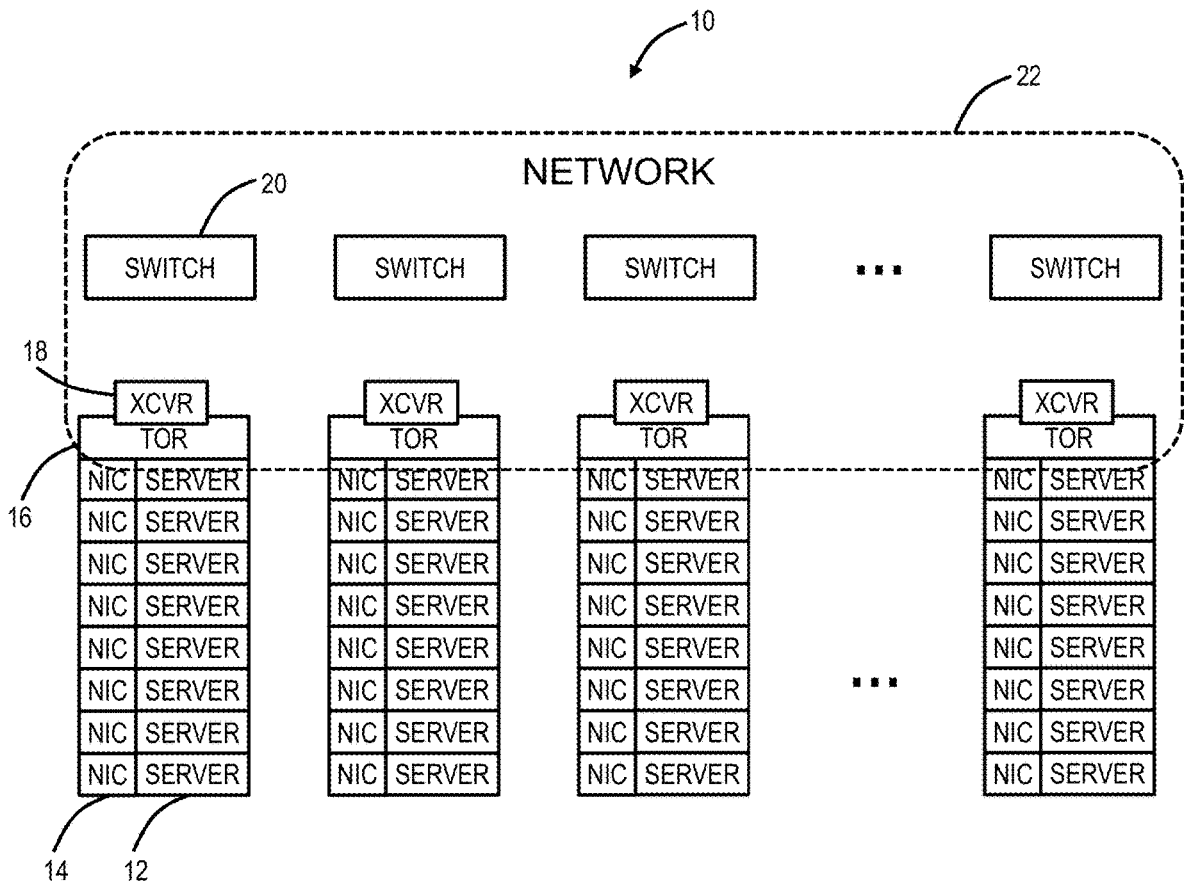 10
22
NETWORK
20
SWITCH SWITCH SWITCH ... SWITCH
18
XCVR XCVR XCVR XCVR
TOR TOR TOR TOR
16
NIC SERVER NIC SERVER NIC SERVER NIC SERVER
NIC SERVER NIC SERVER NIC SERVER NIC SERVER
NIC SERVER NIC SERVER NIC SERVER NIC SERVER
NIC SERVER NIC SERVER NIC SERVER NIC SERVER
NIC SERVER NIC SERVER NIC SERVER NIC SERVER
NIC SERVER NIC SERVER NIC SERVER ... NIC SERVER
NIC SERVER NIC SERVER NIC SERVER NIC SERVER
NIC SERVER NIC SERVER NIC SERVER NIC SERVER
14 12